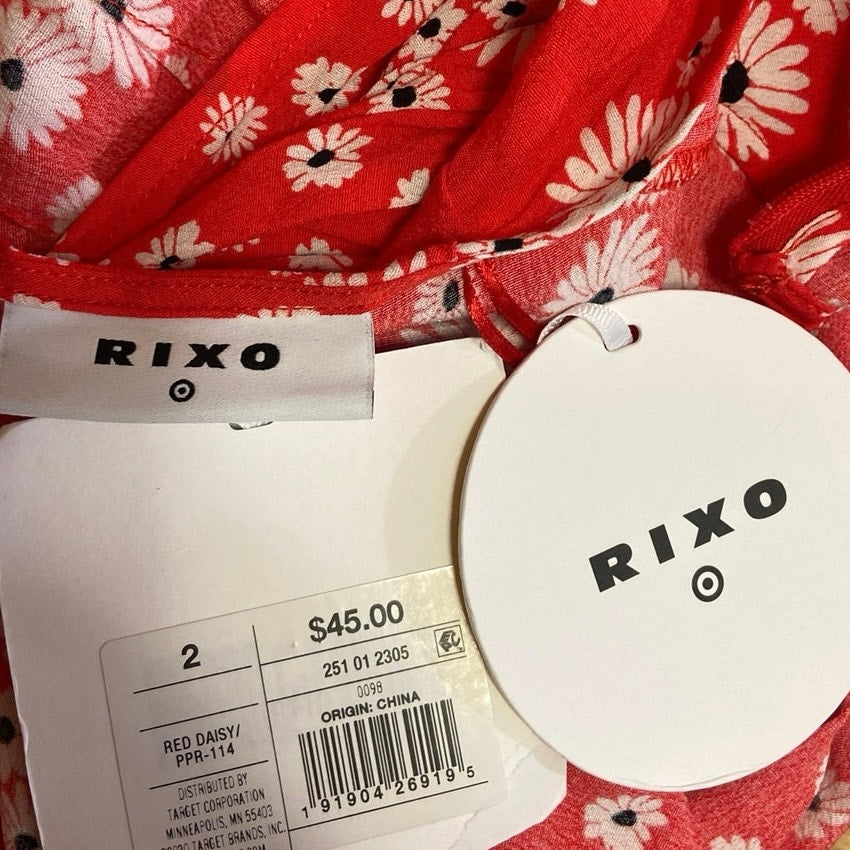 RIXO
RIXO
2
$45.00
251 01 2305
0098
ORIGIN: CHINA
RED DAISY/
PPR-114
1 91904 26919 5
DISTRIBUTED BY
TARGET CORPORATION
MINNEAPOLIS, MN 55403
TARGET BRANDS, INC.